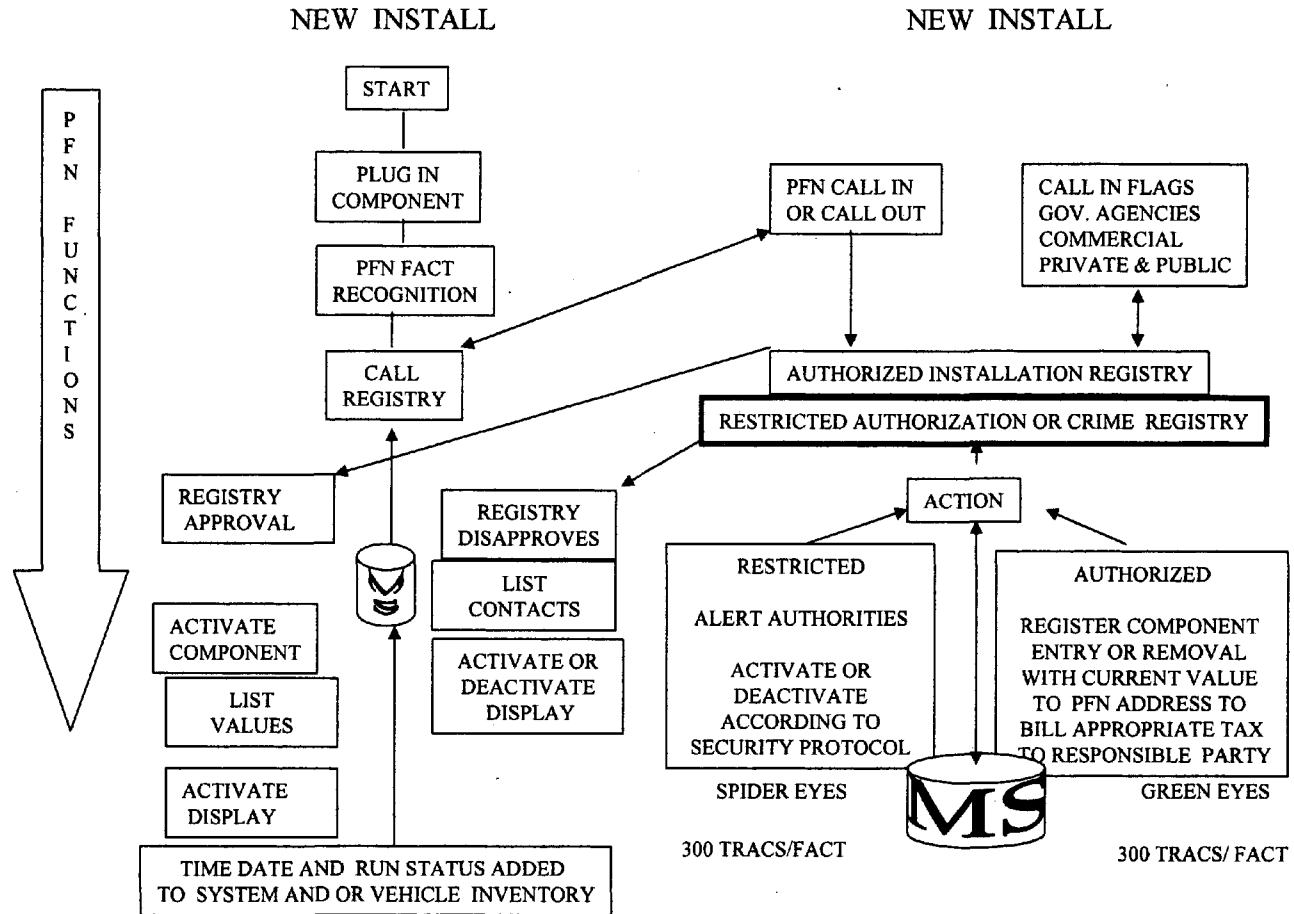 NEW INSTALL
NEW INSTALL
PFN FUNCTIONS
START
PLUG IN
COMPONENT
PFN FACT
RECOGNITION
CALL
REGISTRY
PFN CALL IN
OR CALL OUT
CALL IN FLAGS
GOV. AGENCIES
COMMERCIAL
PRIVATE & PUBLIC
AUTHORIZED INSTALLATION REGISTRY
RESTRICTED AUTHORIZATION OR CRIME REGISTRY
REGISTRY
APPROVAL
REGISTRY
DISAPPROVES
LIST
CONTACTS
ACTIVATE OR
DEACTIVATE
DISPLAY
ACTIVATE
COMPONENT
LIST
VALUES
ACTIVATE
DISPLAY
TIME DATE AND RUN STATUS ADDED
TO SYSTEM AND OR VEHICLE INVENTORY
ACTION
RESTRICTED
ALERT AUTHORITIES
ACTIVATE OR
DEACTIVATE
ACCORDING TO
SECURITY PROTOCOL
AUTHORIZED
REGISTER COMPONENT
ENTRY OR REMOVAL
WITH CURRENT VALUE
TO PFN ADDRESS TO
BILL APPROPRIATE TAX
TO RESPONSIBLE PARTY
MS
SPIDER EYES
GREEN EYES
300 TRACS/FACT
300 TRACS/ FACT